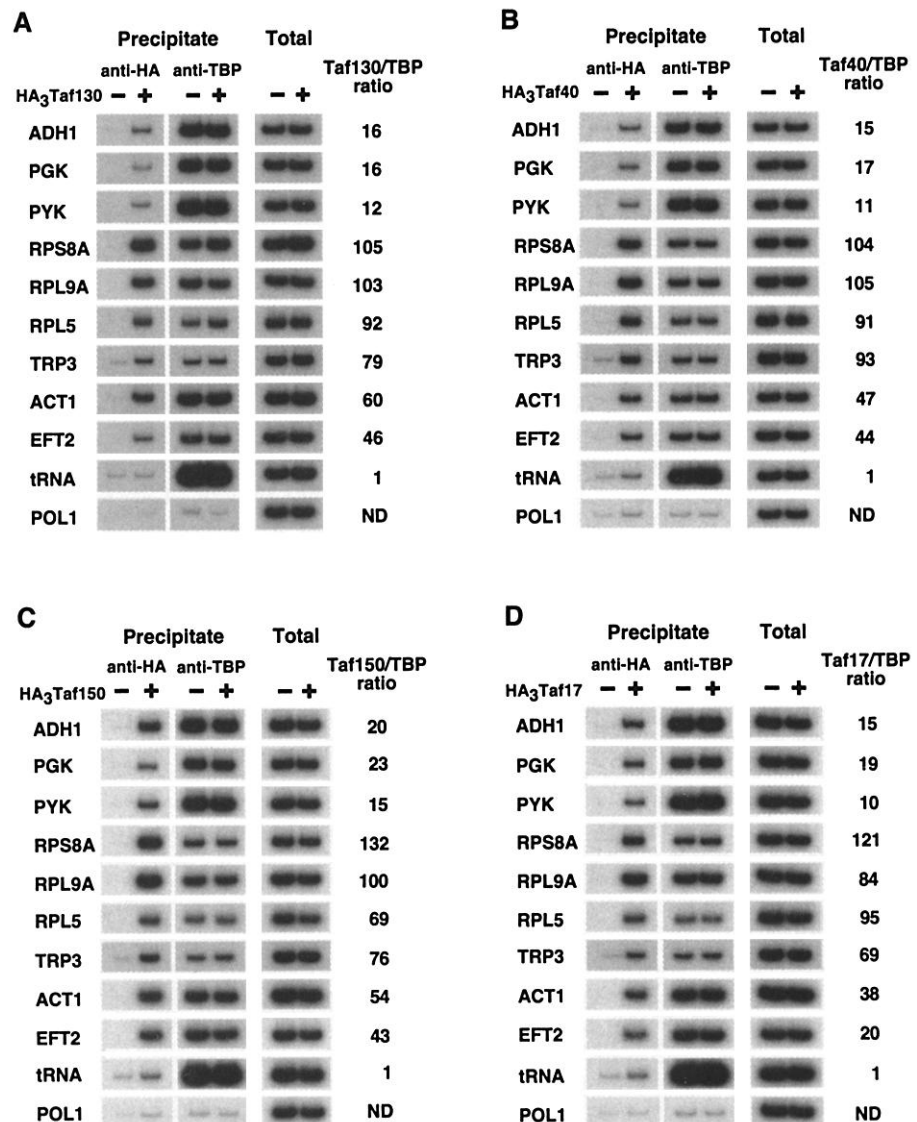 A
Precipitate Total
anti-HA anti-TBP Taf130/TBP
HA3Taf130 − + − + − + ratio
ADH1 16
PGK 16
PYK 12
RPS8A 105
RPL9A 103
RPL5 92
TRP3 79
ACT1 60
EFT2 46
tRNA 1
POL1 ND
B
Precipitate Total
anti-HA anti-TBP Taf40/TBP
HA3Taf40 − + − + − + ratio
ADH1 15
PGK 17
PYK 11
RPS8A 104
RPL9A 105
RPL5 91
TRP3 93
ACT1 47
EFT2 44
tRNA 1
POL1 ND
C
Precipitate Total
anti-HA anti-TBP Taf150/TBP
HA3Taf150 − + − + − + ratio
ADH1 20
PGK 23
PYK 15
RPS8A 132
RPL9A 100
RPL5 69
TRP3 76
ACT1 54
EFT2 43
tRNA 1
POL1 ND
D
Precipitate Total
anti-HA anti-TBP Taf17/TBP
HA3Taf17 − + − + − + ratio
ADH1 15
PGK 19
PYK 10
RPS8A 121
RPL9A 84
RPL5 95
TRP3 69
ACT1 38
EFT2 20
tRNA 1
POL1 ND